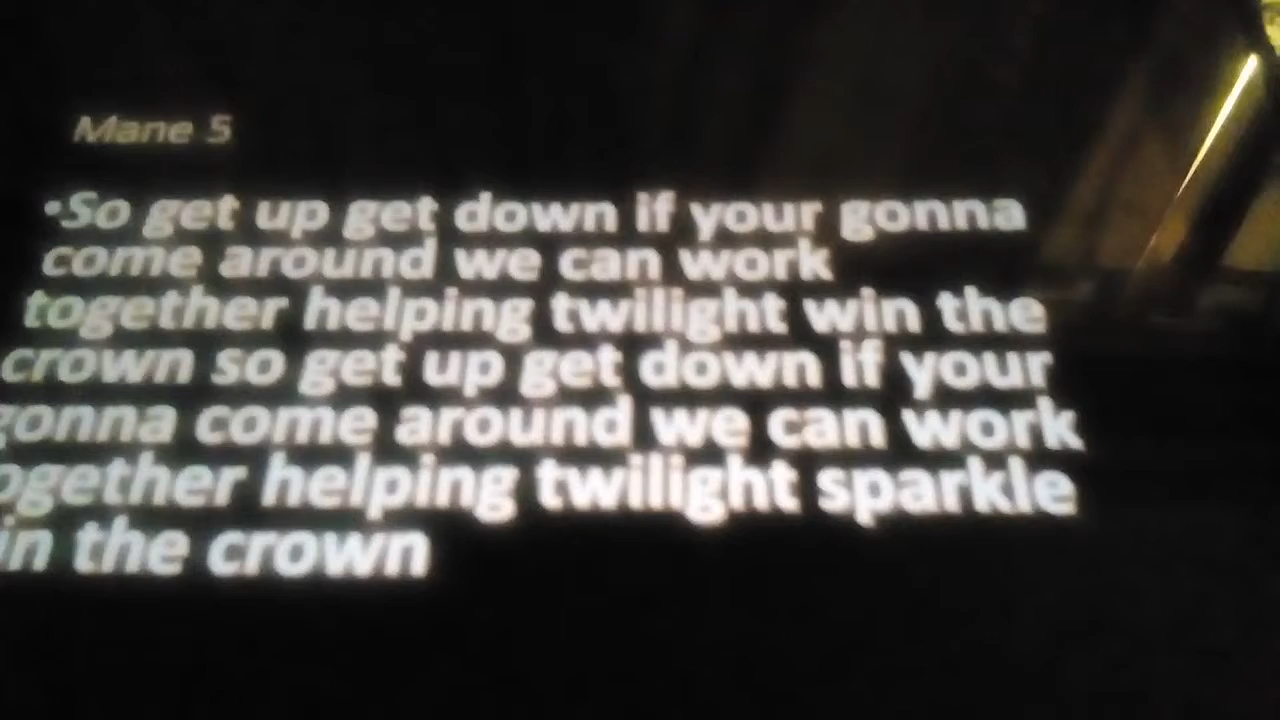 Mane 5
•So get up get down if your gonna
come around we can work
together helping twilight win the
crown so get up get down if your
gonna come around we can work
ogether helping twilight sparkle
in the crown